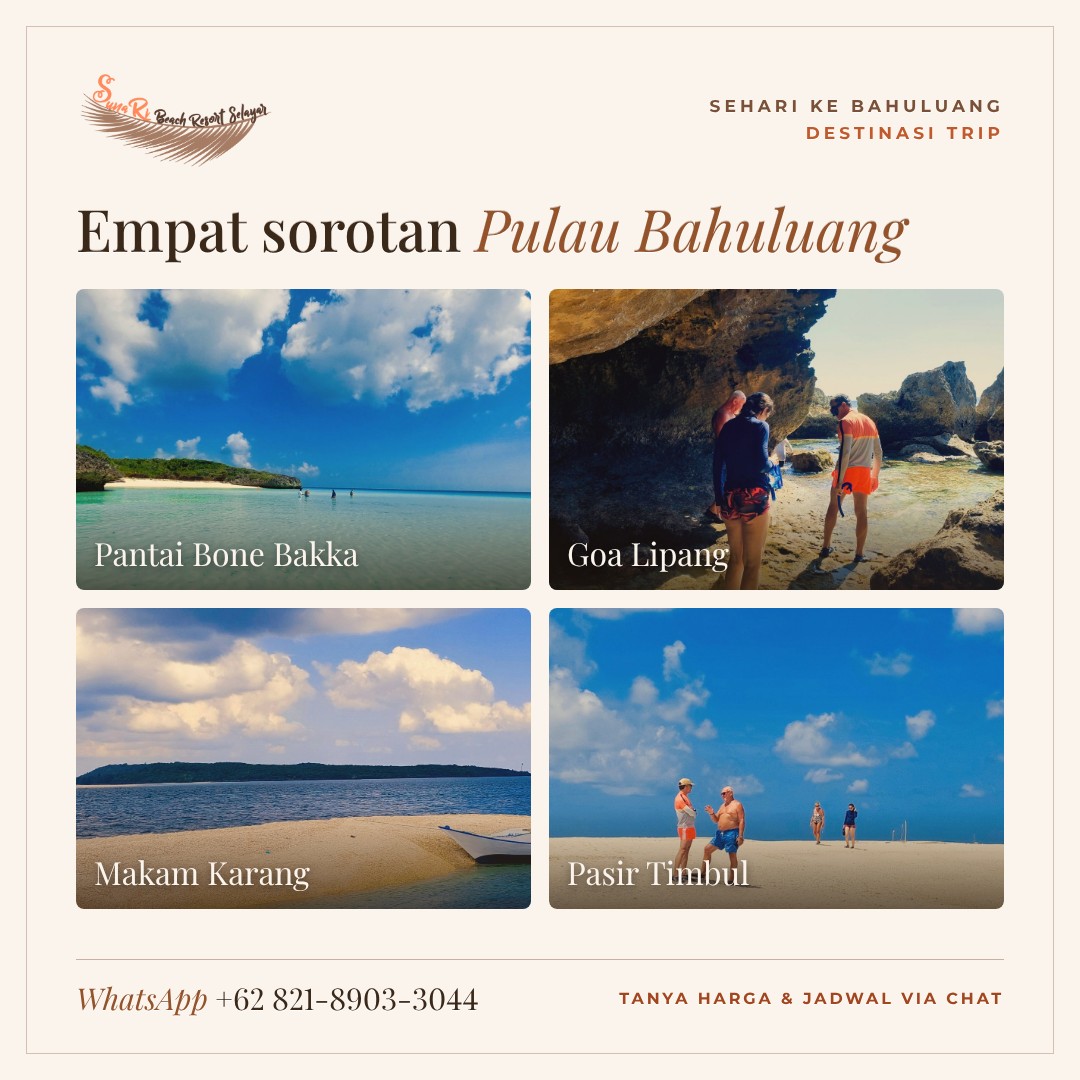 SunaRi Beach Resort Selayar
SEHARI KE BAHULUANG
DESTINASI TRIP
Empat sorotan Pulau Bahuluang
Pantai Bone Bakka
Goa Lipang
Makam Karang
Pasir Timbul
WhatsApp +62 821-8903-3044
TANYA HARGA & JADWAL VIA CHAT